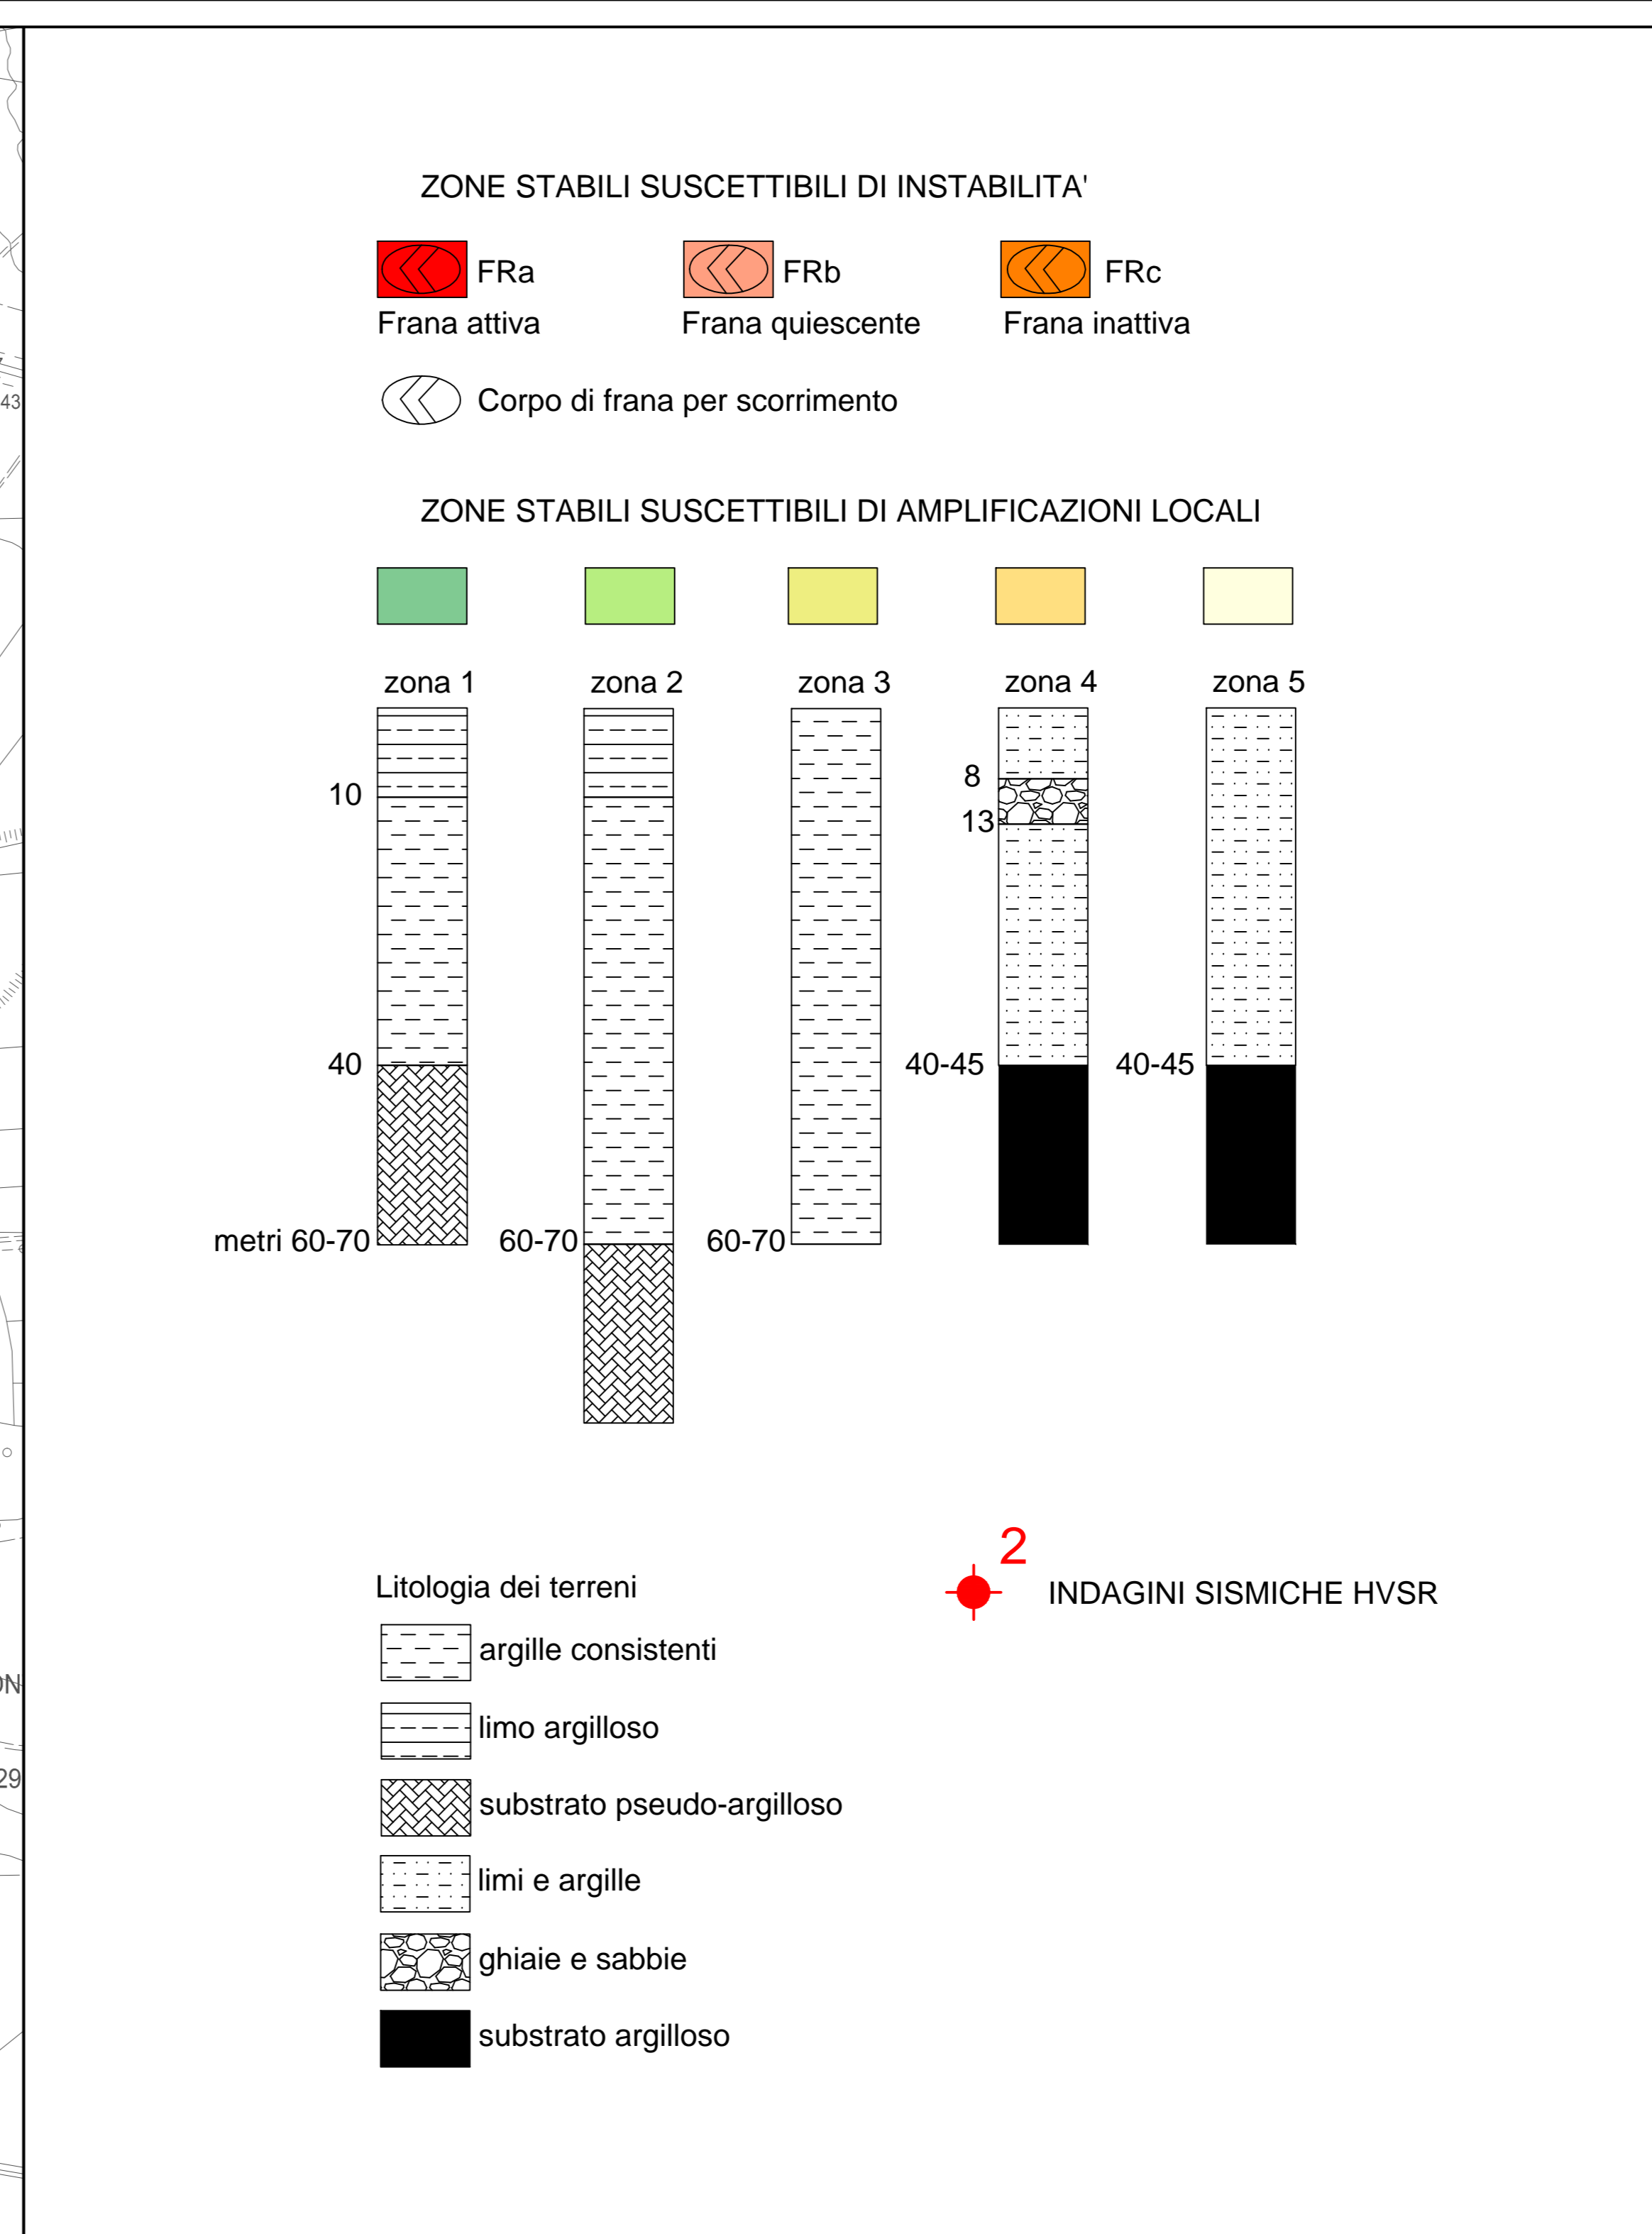 ZONE STABILI SUSCETTIBILI DI INSTABILITA'
FRa
FRb
FRc
Frana attiva
Frana quiescente
Frana inattiva
43
Corpo di frana per scorrimento
ZONE STABILI SUSCETTIBILI DI AMPLIFICAZIONI LOCALI
zona 1
zona 2
zona 3
zona 4
zona 5
10
8
13
40
40-45
40-45
metri 60-70
60-70
60-70
2
Litologia dei terreni
INDAGINI SISMICHE HVSR
argille consistenti
limo argilloso
29
substrato pseudo-argilloso
limi e argille
ghiaie e sabbie
substrato argilloso